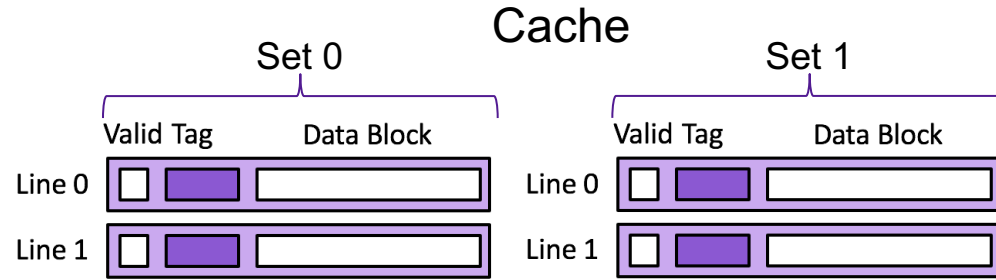 Cache
Set 0 Set 1
Valid Tag Data Block Valid Tag Data Block
Line 0 Line 0
Line 1 Line 1